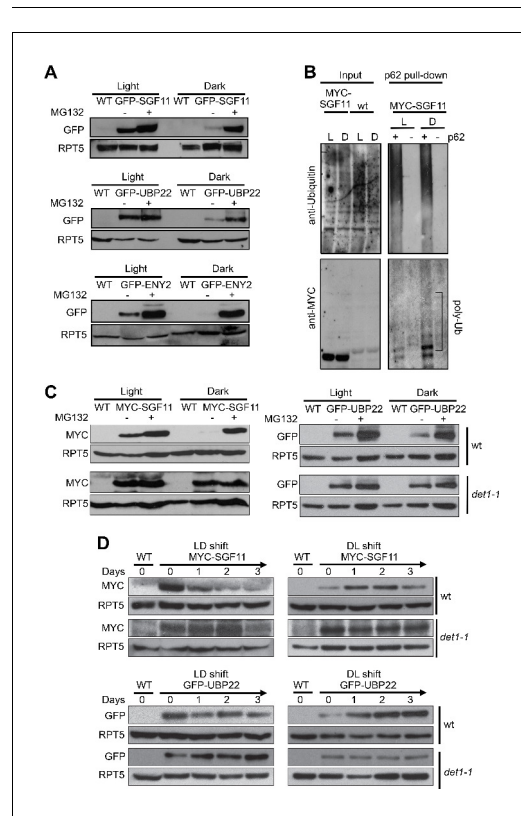 A
Light Dark
WT GFP-SGF11 WT GFP-SGF11
MG132 - + - +
GFP
RPT5
Light Dark
WT GFP-UBP22 WT GFP-UBP22
MG132 - + - +
GFP
RPT5
Light Dark
WT GFP-ENY2 WT GFP-ENY2
MG132 - + - +
GFP
RPT5
B
Input p62 pull-down
MYC-SGF11 wt MYC-SGF11
L D
L D L D + - + - p62
anti-Ubiquitin
anti-MYC
poly-Ub
C
Light Dark
WT MYC-SGF11 WT MYC-SGF11
MG132 - + - +
MYC
RPT5
MYC
RPT5
Light Dark
WT GFP-UBP22 WT GFP-UBP22
MG132 - + - +
GFP
RPT5
wt
GFP
RPT5
det1-1
D
LD shift DL shift
WT MYC-SGF11 WT MYC-SGF11
Days 0 0 1 2 3 0 0 1 2 3
MYC
RPT5
wt
MYC
RPT5
det1-1
LD shift DL shift
WT GFP-UBP22 WT GFP-UBP22
Days 0 0 1 2 3 0 0 1 2 3
GFP
RPT5
wt
GFP
RPT5
det1-1